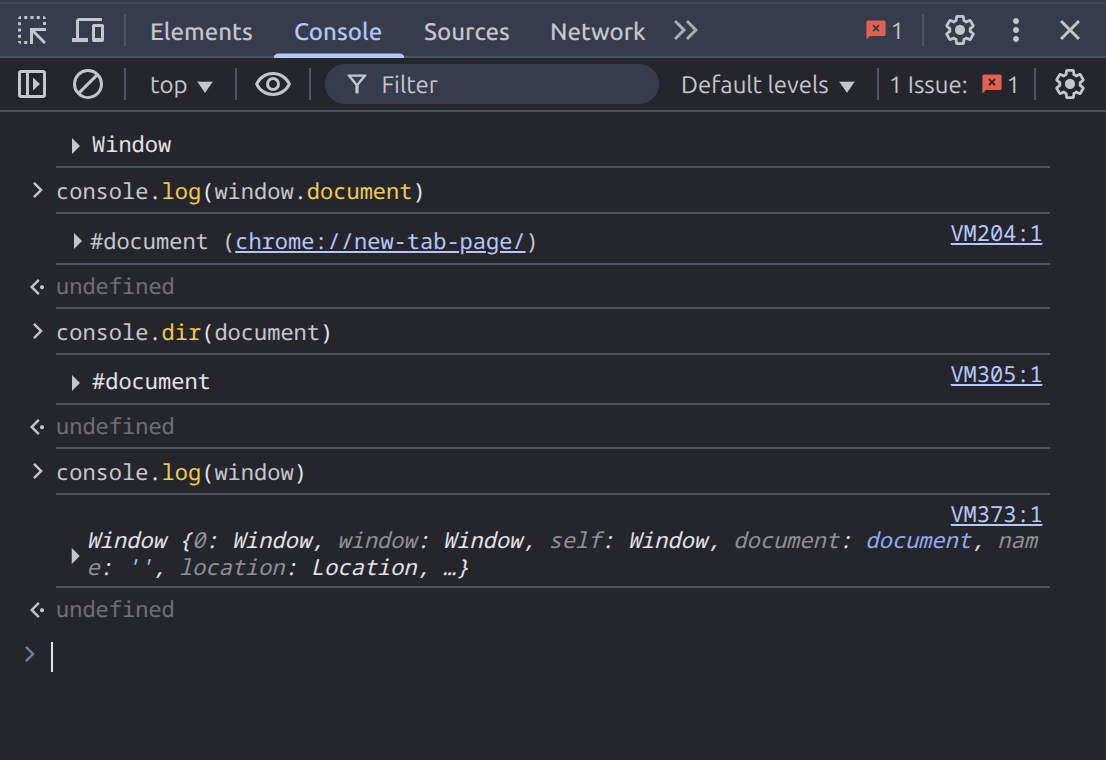 Elements Console Sources Network 1
top Filter Default levels 1 Issue: 1
Window
console.log(window.document)
#document (chrome://new-tab-page/) VM204:1
undefined
console.dir(document)
#document VM305:1
undefined
console.log(window)
VM373:1
Window {0: Window, window: Window, self: Window, document: document, nam
e: '', location: Location, …}
undefined